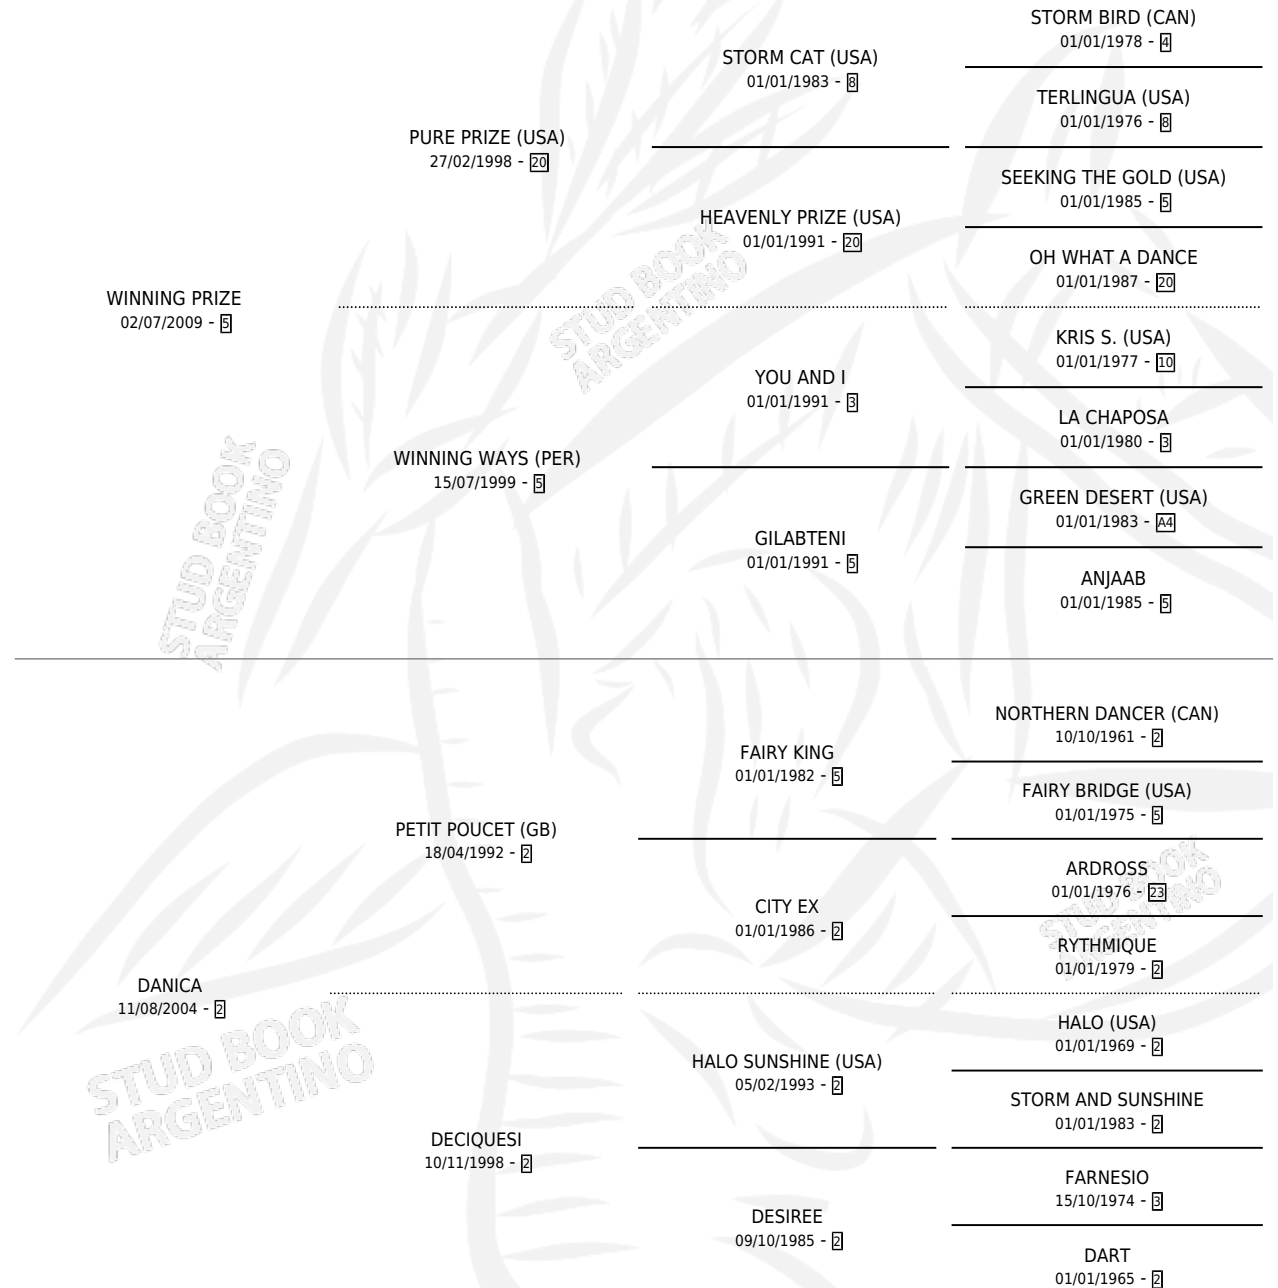 STORM BIRD (CAN)
01/01/1978 - 4
STORM CAT (USA)
01/01/1983 - 8
TERLINGUA (USA)
01/01/1976 - 8
PURE PRIZE (USA)
27/02/1998 - 20
SEEKING THE GOLD (USA)
01/01/1985 - 5
HEAVENLY PRIZE (USA)
01/01/1991 - 20
OH WHAT A DANCE
01/01/1987 - 20
WINNING PRIZE
02/07/2009 - 5
KRIS S. (USA)
01/01/1977 - 10
YOU AND I
01/01/1991 - 3
LA CHAPOSA
01/01/1980 - 3
WINNING WAYS (PER)
15/07/1999 - 5
GREEN DESERT (USA)
01/01/1983 - A4
GILABTENI
01/01/1991 - 5
ANJAAB
01/01/1985 - 5
NORTHERN DANCER (CAN)
10/10/1961 - 2
FAIRY KING
01/01/1982 - 5
FAIRY BRIDGE (USA)
01/01/1975 - 5
PETIT POUCET (GB)
18/04/1992 - 2
ARDROSS
01/01/1976 - 23
CITY EX
01/01/1986 - 2
RYTHMIQUE
01/01/1979 - 2
DANICA
11/08/2004 - 2
HALO (USA)
01/01/1969 - 2
HALO SUNSHINE (USA)
05/02/1993 - 2
STORM AND SUNSHINE
01/01/1983 - 2
DECIQUESI
10/11/1998 - 2
FARNESIO
15/10/1974 - 3
DESIREE
09/10/1985 - 2
DART
01/01/1965 - 2
STUD BOOK
ARGENTINO
STUD BOOK
ARGENTINO
STUD BOOK
ARGENTINO
STUD BOOK
ARGENTINO